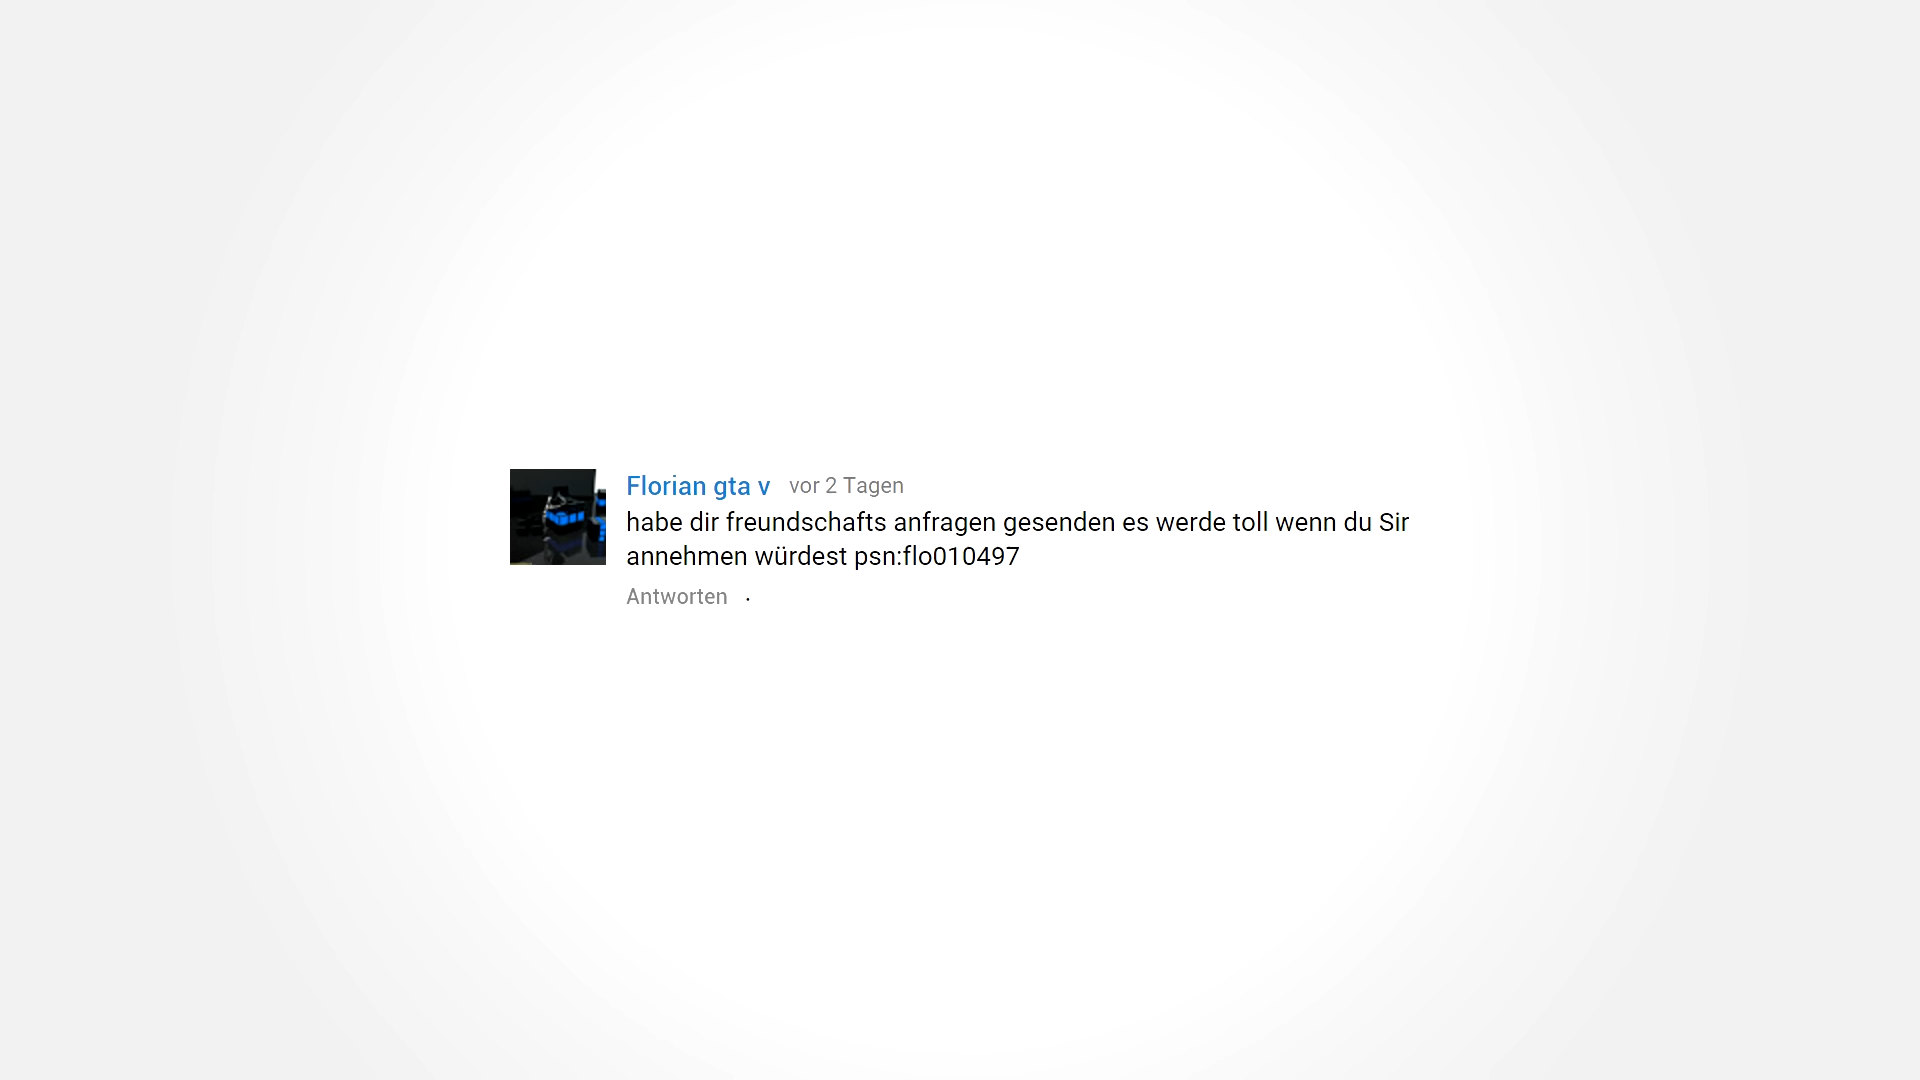 Florian gta v vor 2 Tagen
habe dir freundschafts anfragen gesenden es werde toll wenn du Sir
annehmen würdest psn:flo010497
Antworten ·